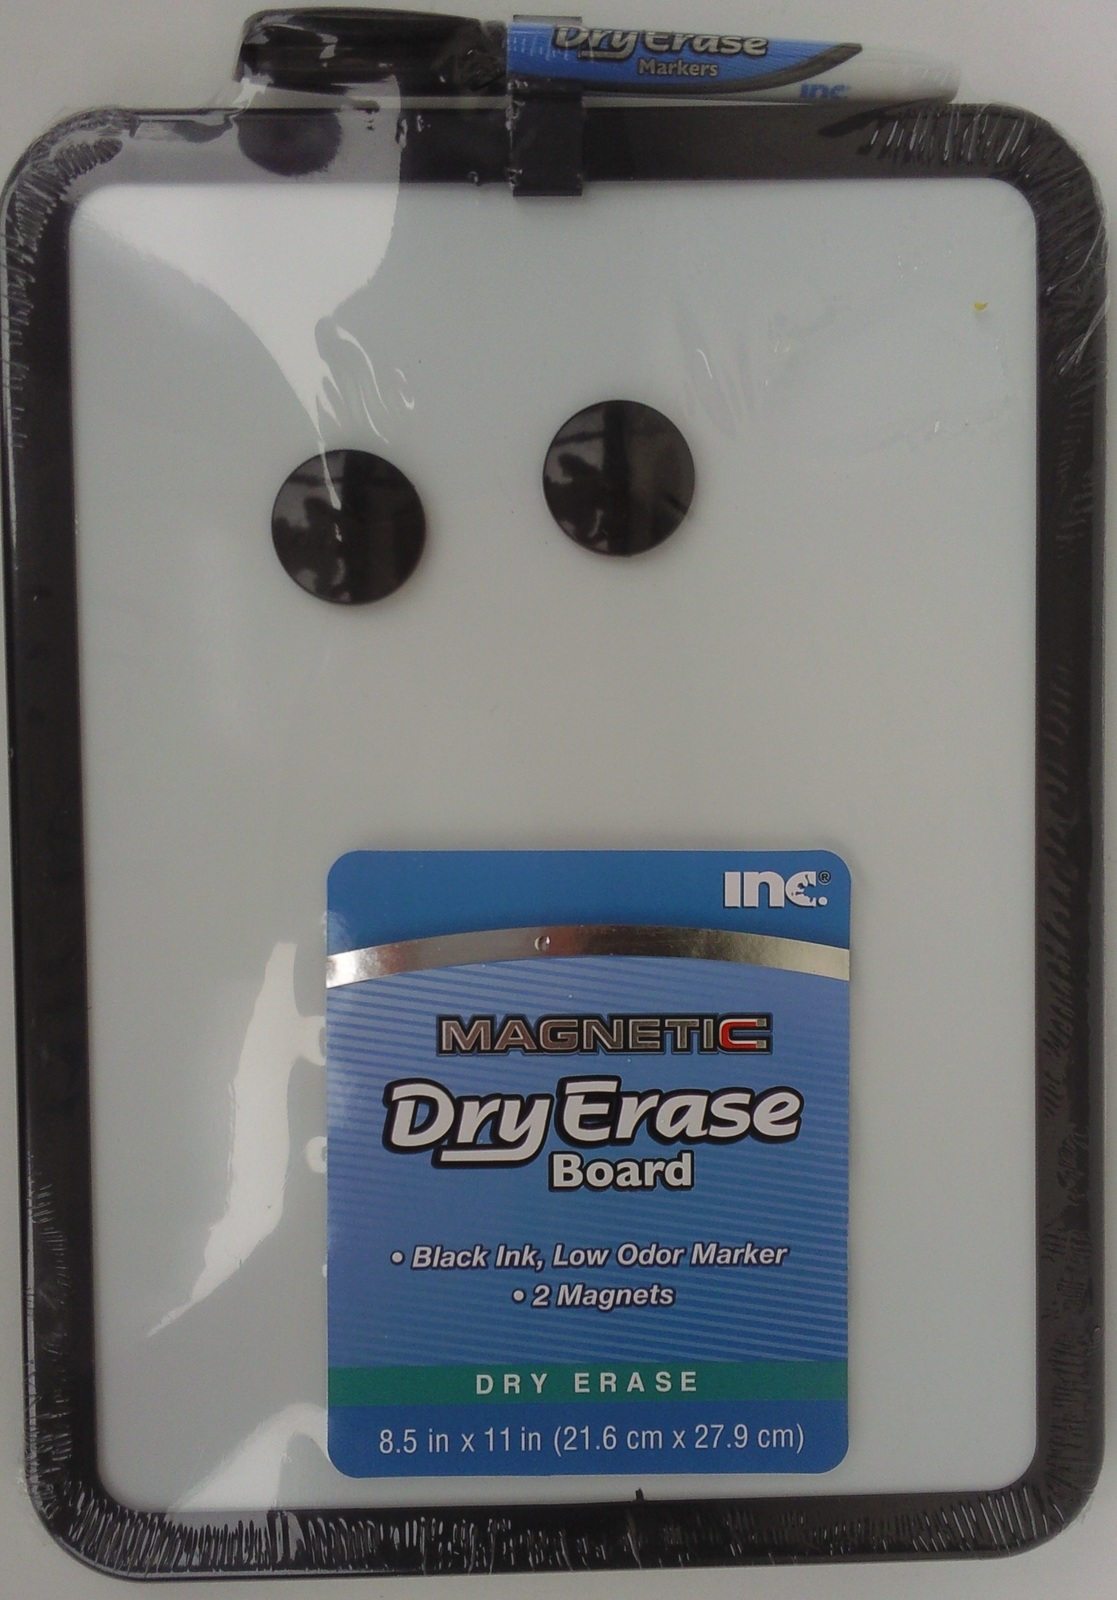 Dry Erase
Markers
inc.
inc.®
MAGNETIC
Dry Erase
Board
• Black Ink, Low Odor Marker
• 2 Magnets
DRY ERASE
8.5 in x 11 in (21.6 cm x 27.9 cm)